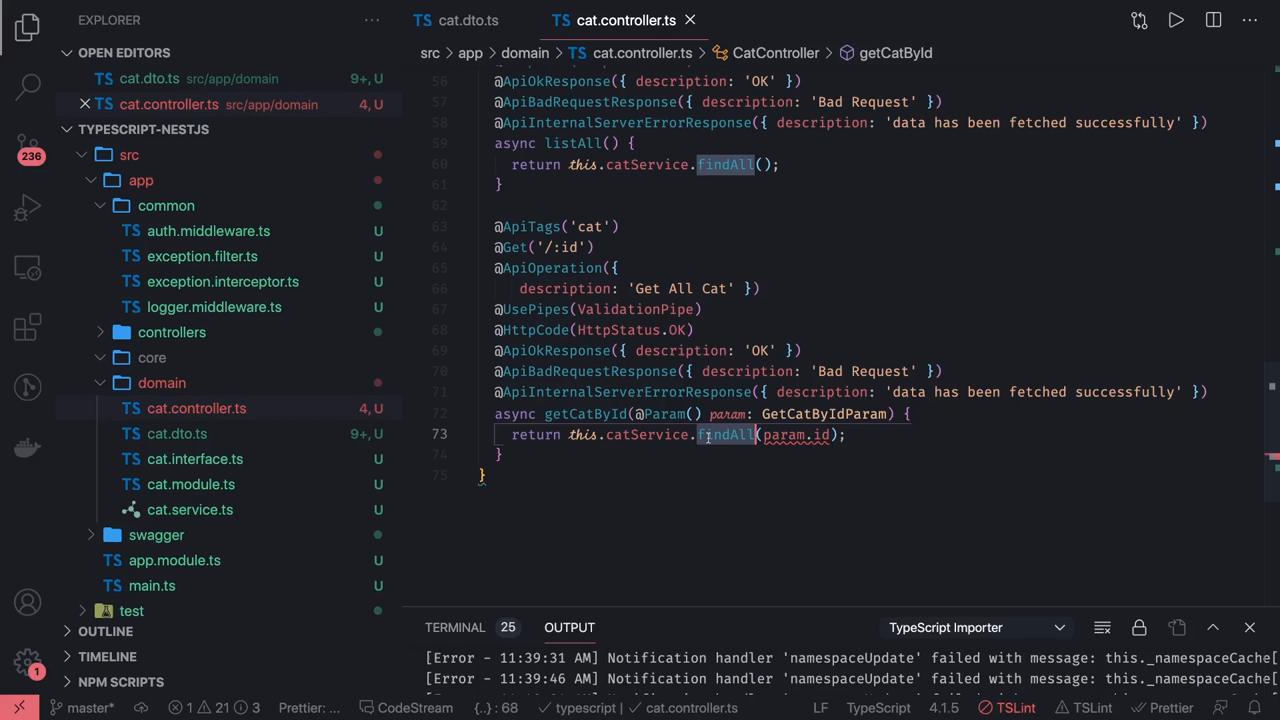 EXPLORER
OPEN EDITORS
TS cat.dto.ts src/app/domain 9+, U
TS cat.controller.ts src/app/domain 4, U
TYPESCRIPT-NESTJS
src
app
common
TS auth.middleware.ts U
TS exception.filter.ts U
TS exception.interceptor.ts U
TS logger.middleware.ts U
controllers
core
domain
TS cat.controller.ts 4, U
TS cat.dto.ts 9+, U
TS cat.interface.ts U
TS cat.module.ts U
cat.service.ts U
swagger
TS app.module.ts U
TS main.ts U
test
OUTLINE
TIMELINE
NPM SCRIPTS
236
1
TS cat.dto.ts
TS cat.controller.ts
src > app > domain > TS cat.controller.ts > CatController > getCatById
56 @ApiOkResponse({ description: 'OK' })
57 @ApiBadRequestResponse({ description: 'Bad Request' })
58 @ApiInternalServerErrorResponse({ description: 'data has been fetched successfully' })
59 async listAll() {
60 return this.catService.findAll();
61 }
62
63 @ApiTags('cat')
64 @Get('/:id')
65 @ApiOperation({
66 description: 'Get All Cat' })
67 @UsePipes(ValidationPipe)
68 @HttpCode(HttpStatus.OK)
69 @ApiOkResponse({ description: 'OK' })
70 @ApiBadRequestResponse({ description: 'Bad Request' })
71 @ApiInternalServerErrorResponse({ description: 'data has been fetched successfully' })
72 async getCatById(@Param() param: GetCatByIdParam) {
73 return this.catService.findAll(param.id);
74 }
75 }
TERMINAL 25 OUTPUT TypeScript Importer
[Error - 11:39:31 AM] Notification handler 'namespaceUpdate' failed with message: this._namespaceCache[
[Error - 11:39:46 AM] Notification handler 'namespaceUpdate' failed with message: this._namespaceCache[
master* 1 21 3 Prettier: ... CodeStream {..}: 68 typescript | cat.controller.ts LF TypeScript 4.1.5 TSLint TSLint Prettier